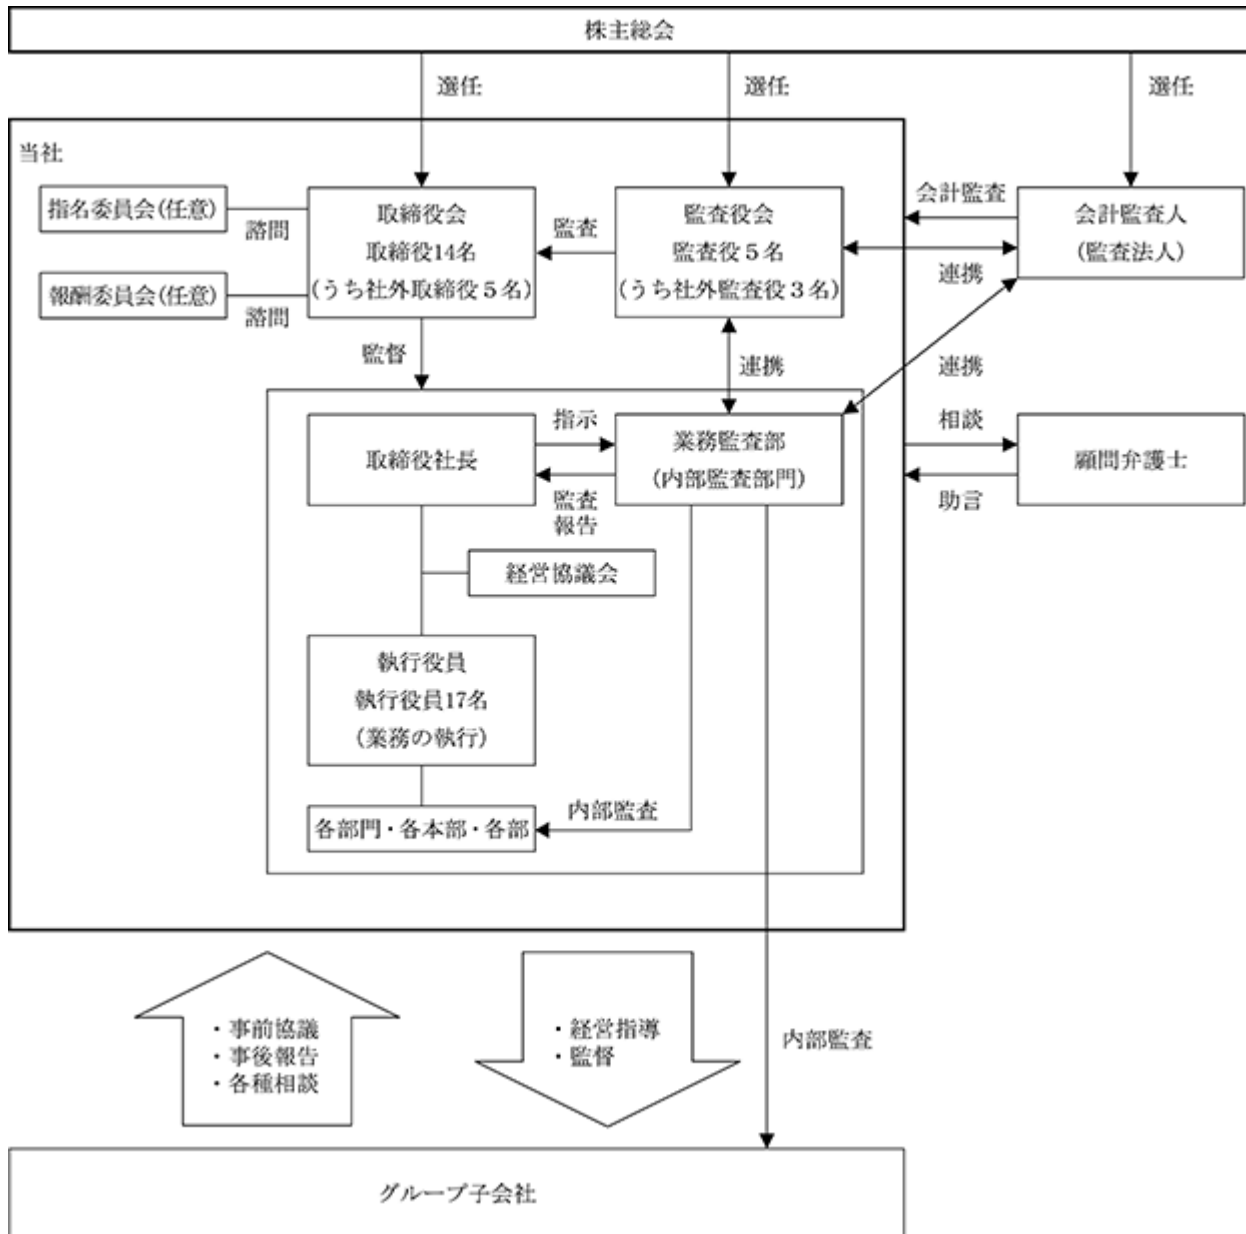 株主総会
選任
選任
選任
当社
指名委員会(任意)
諮問
報酬委員会(任意)
諮問
取締役会
取締役14名
(うち社外取締役5名)
監査
監査役会
監査役5名
(うち社外監査役3名)
会計監査
会計監査人
(監査法人)
連携
監督
連携
連携
取締役社長
指示
監査
報告
業務監査部
(内部監査部門)
相談
助言
顧問弁護士
経営協議会
執行役員
執行役員17名
(業務の執行)
各部門・各本部・各部
内部監査
・事前協議
・事後報告
・各種相談
・経営指導
・監督
内部監査
グループ子会社